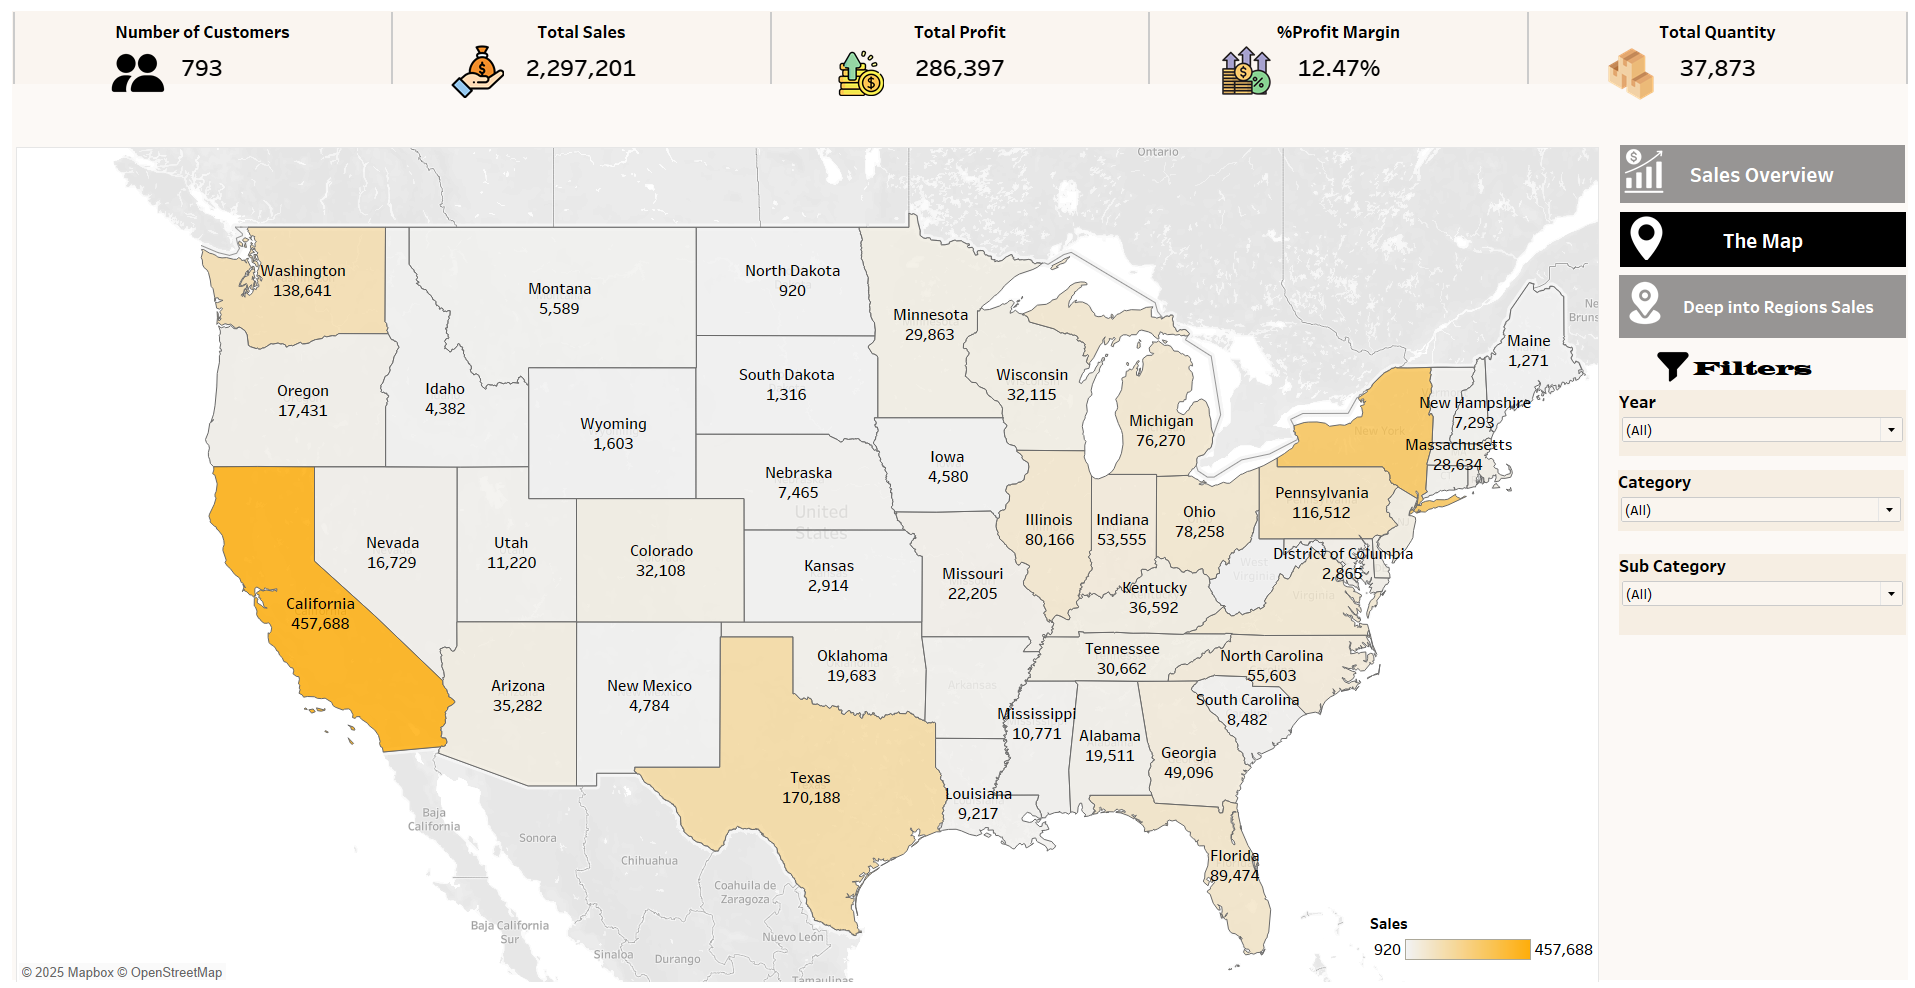 Number of Customers
793
Total Sales
2,297,201
Total Profit
286,397
%Profit Margin
12.47%
Total Quantity
37,873
Sales Overview
The Map
Deep into Regions Sales
Filters
Year
(All)
Category
(All)
Sub Category
(All)
Ontario
Washington
138,641
Montana
5,589
North Dakota
920
Minnesota
29,863
Maine
1,271
Oregon
17,431
Idaho
4,382
South Dakota
1,316
Wisconsin
32,115
Wyoming
1,603
Michigan
76,270
New York
New Hampshire
7,293
Massachusetts
28,634
Nebraska
7,465
Iowa
4,580
United
States
Pennsylvania
116,512
Illinois
80,166
Indiana
53,555
Ohio
78,258
Nevada
16,729
Utah
11,220
Colorado
32,108
Kansas
2,914
Missouri
22,205
District of Columbia
2,865
West
Virginia
Virginia
Kentucky
36,592
California
457,688
Oklahoma
19,683
Tennessee
30,662
North Carolina
55,603
Arizona
35,282
New Mexico
4,784
Arkansas
South Carolina
8,482
Mississippi
10,771
Alabama
19,511
Georgia
49,096
Texas
170,188
Louisiana
9,217
Florida
89,474
Baja
California
Sonora
Chihuahua
Coahuila de
Zaragoza
Baja California
Sur
Nuevo León
Sinaloa
Durango
Tamaulipas
Sales
920
457,688
© 2025 Mapbox © OpenStreetMap